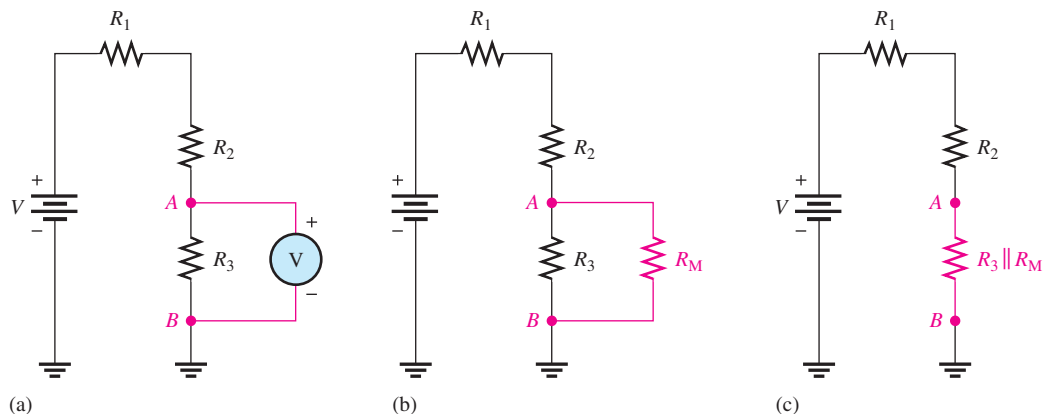 R1
R2
+
V
−
A
+
V
−
R3
B
(a)
R1
R2
+
−
A
R3
RM
B
(b)
R1
R2
+
V
−
A
R3 || RM
B
(c)